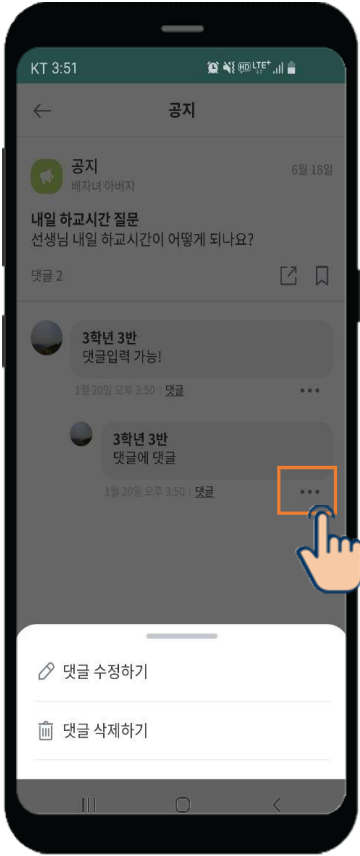 KT 3:51
공지
공지
6월 18일
배자녀 아버지
내일 하교시간 질문
선생님 내일 하교시간이 어떻게 되나요?
댓글 2
3학년 3반
댓글입력 가능!
1월 20일 오후 3:50 | 댓글
3학년 3반
댓글에 댓글
1월 20일 오후 3:50 | 댓글
댓글 수정하기
댓글 삭제하기